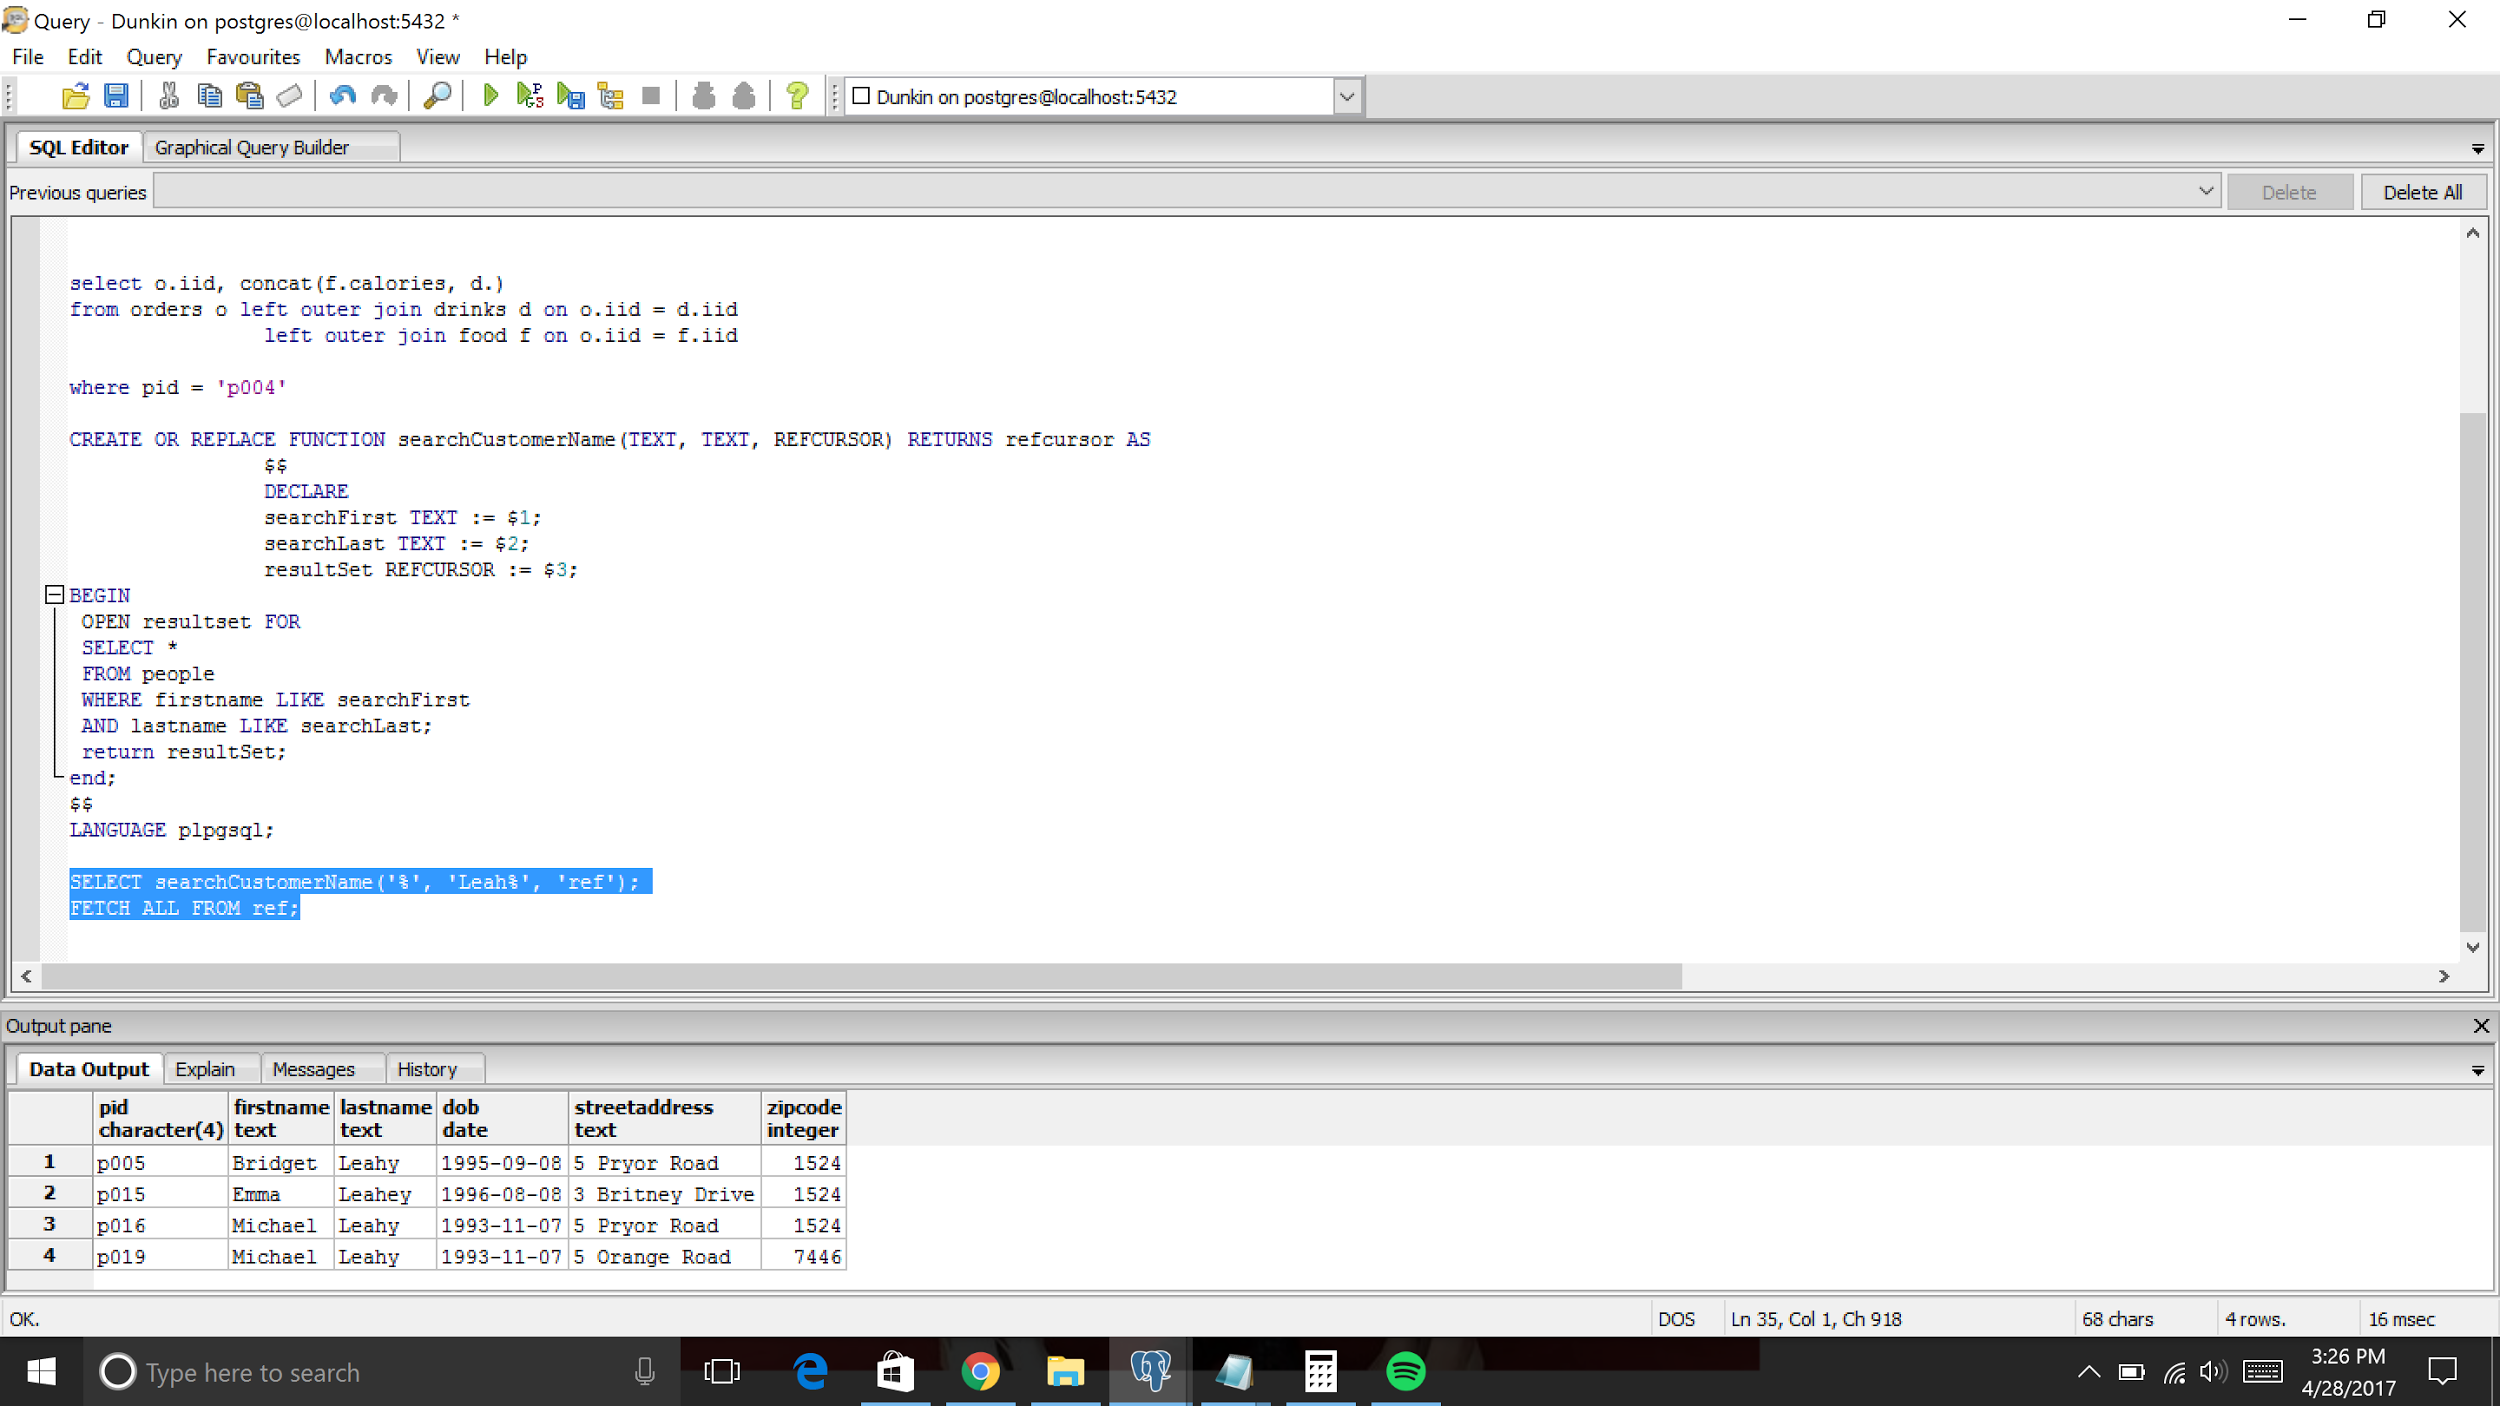 Query - Dunkin on postgres@localhost:5432 *
File Edit Query Favourites Macros View Help
Dunkin on postgres@localhost:5432
SQL Editor Graphical Query Builder
Previous queries Delete Delete All
select o.iid, concat(f.calories, d.)
from orders o left outer join drinks d on o.iid = d.iid
left outer join food f on o.iid = f.iid
where pid = 'p004'
CREATE OR REPLACE FUNCTION searchCustomerName(TEXT, TEXT, REFCURSOR) RETURNS refcursor AS
$$
DECLARE
searchFirst TEXT := $1;
searchLast TEXT := $2;
resultSet REFCURSOR := $3;
BEGIN
OPEN resultset FOR
SELECT *
FROM people
WHERE firstname LIKE searchFirst
AND lastname LIKE searchLast;
return resultSet;
end;
$$
LANGUAGE plpgsql;
SELECT searchCustomerName('%', 'Leah%', 'ref');
FETCH ALL FROM ref;
Output pane
Data Output Explain Messages History
pid firstname lastname dob streetaddress zipcode
character(4) text text date text integer
1 p005 Bridget Leahy 1995-09-08 5 Pryor Road 1524
2 p015 Emma Leahey 1996-08-08 3 Britney Drive 1524
3 p016 Michael Leahy 1993-11-07 5 Pryor Road 1524
4 p019 Michael Leahy 1993-11-07 5 Orange Road 7446
OK. DOS Ln 35, Col 1, Ch 918 68 chars 4 rows. 16 msec
Type here to search
3:26 PM
4/28/2017